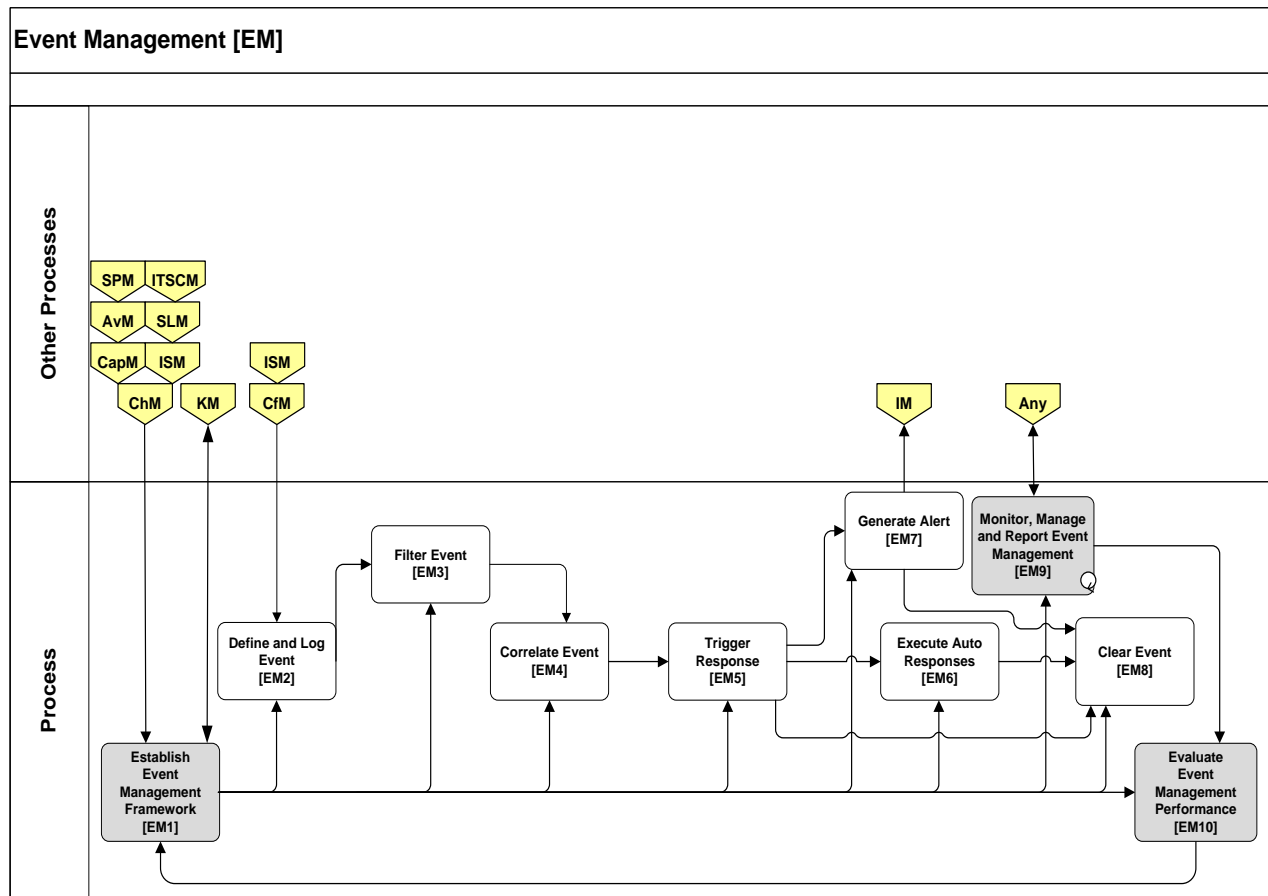 Event Management [EM]
Other Processes
SPM
ITSCM
AvM
SLM
CapM
ISM
ISM
ChM
KM
CfM
IM
Any
Process
Generate Alert
[EM7]
Monitor, Manage
and Report Event
Management
[EM9]
Filter Event
[EM3]
Define and Log
Event
[EM2]
Correlate Event
[EM4]
Trigger
Response
[EM5]
Execute Auto
Responses
[EM6]
Clear Event
[EM8]
Establish
Event
Management
Framework
[EM1]
Evaluate
Event
Management
Performance
[EM10]